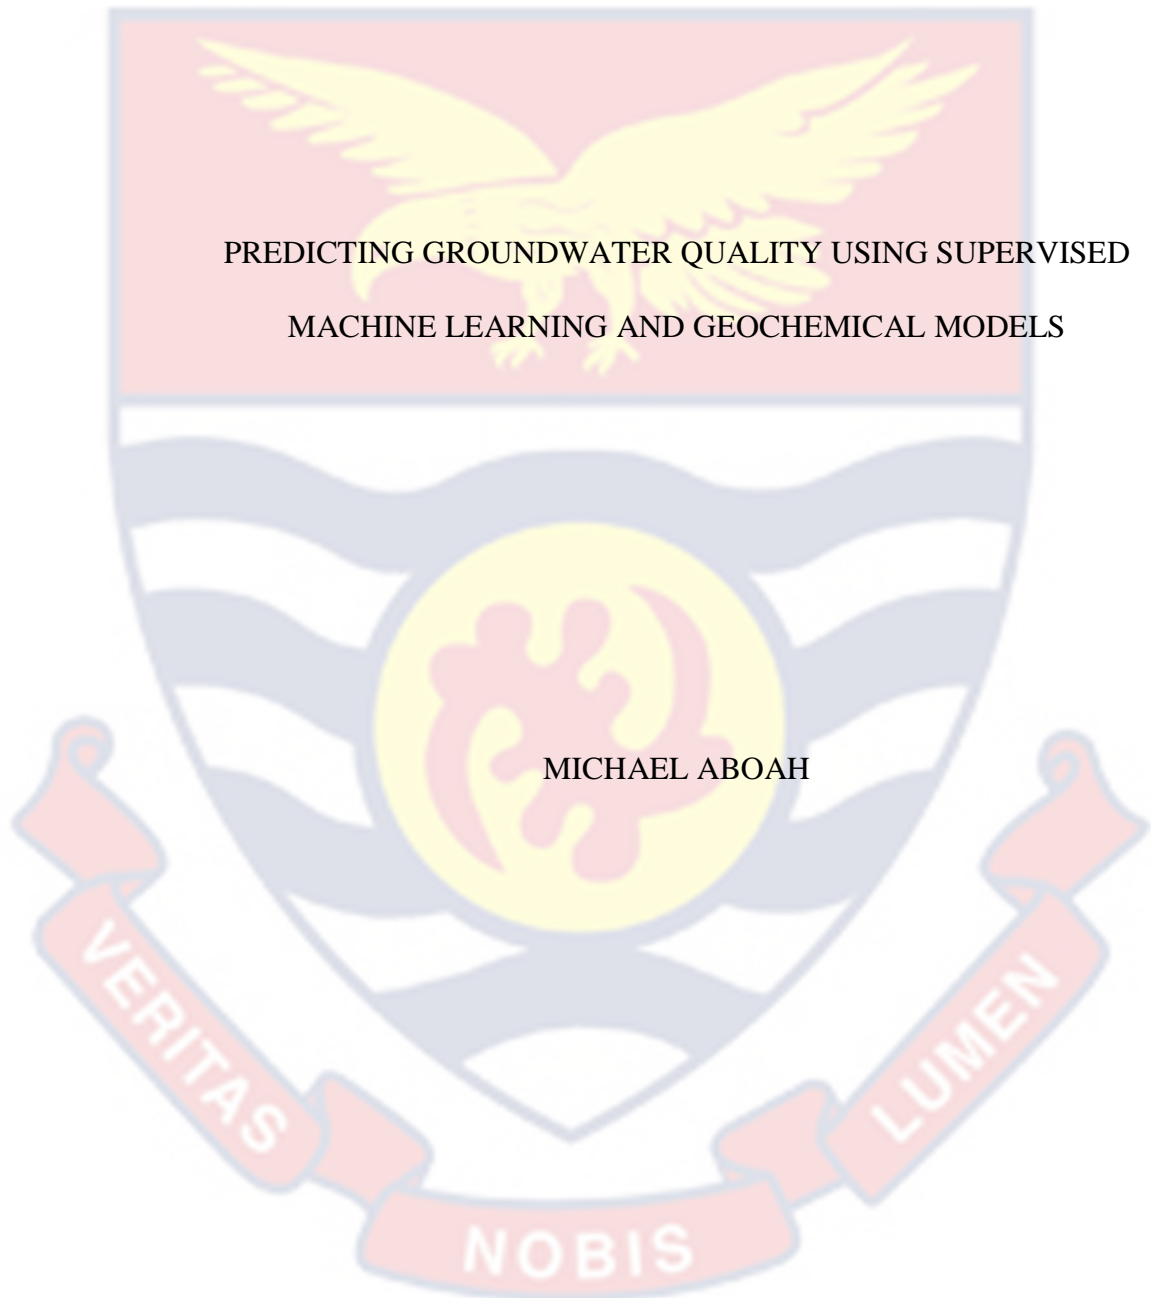 PREDICTING GROUNDWATER QUALITY USING SUPERVISED
MACHINE LEARNING AND GEOCHEMICAL MODELS
MICHAEL ABOAH
VERITAS
NOBIS
LUMEN